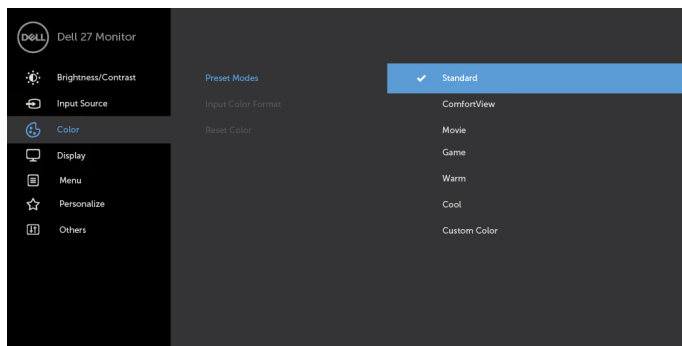 DELL Dell 27 Monitor
Brightness/Contrast Preset Modes Standard
Input Source Input Color Format ComfortView
Color Reset Color Movie
Display Game
Menu Warm
Personalize Cool
Others Custom Color